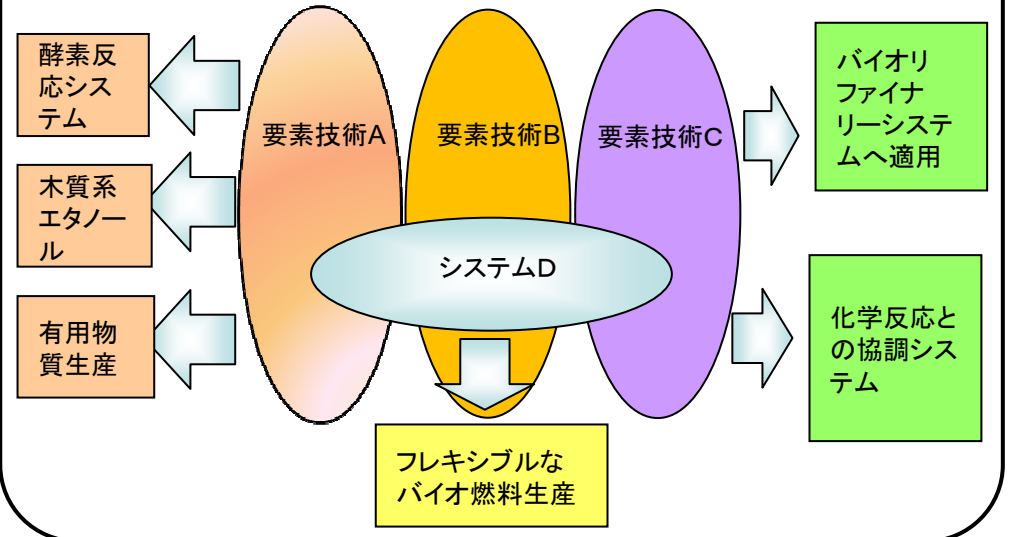 酵素反
応シス
テム
木質系
エタノー
ル
有用物
質生産
要素技術A
要素技術B
要素技術C
システムD
フレキシブルな
バイオ燃料生産
バイオリ
ファイナ
リーシステ
ムへ適用
化学反応と
の協調シス
テム